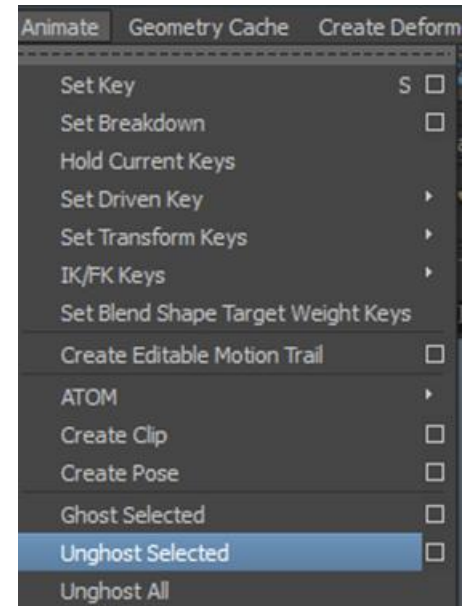 Animate Geometry Cache Create Deform
Set Key S
Set Breakdown
Hold Current Keys
Set Driven Key
Set Transform Keys
IK/FK Keys
Set Blend Shape Target Weight Keys
Create Editable Motion Trail
ATOM
Create Clip
Create Pose
Ghost Selected
Unghost Selected
Unghost All